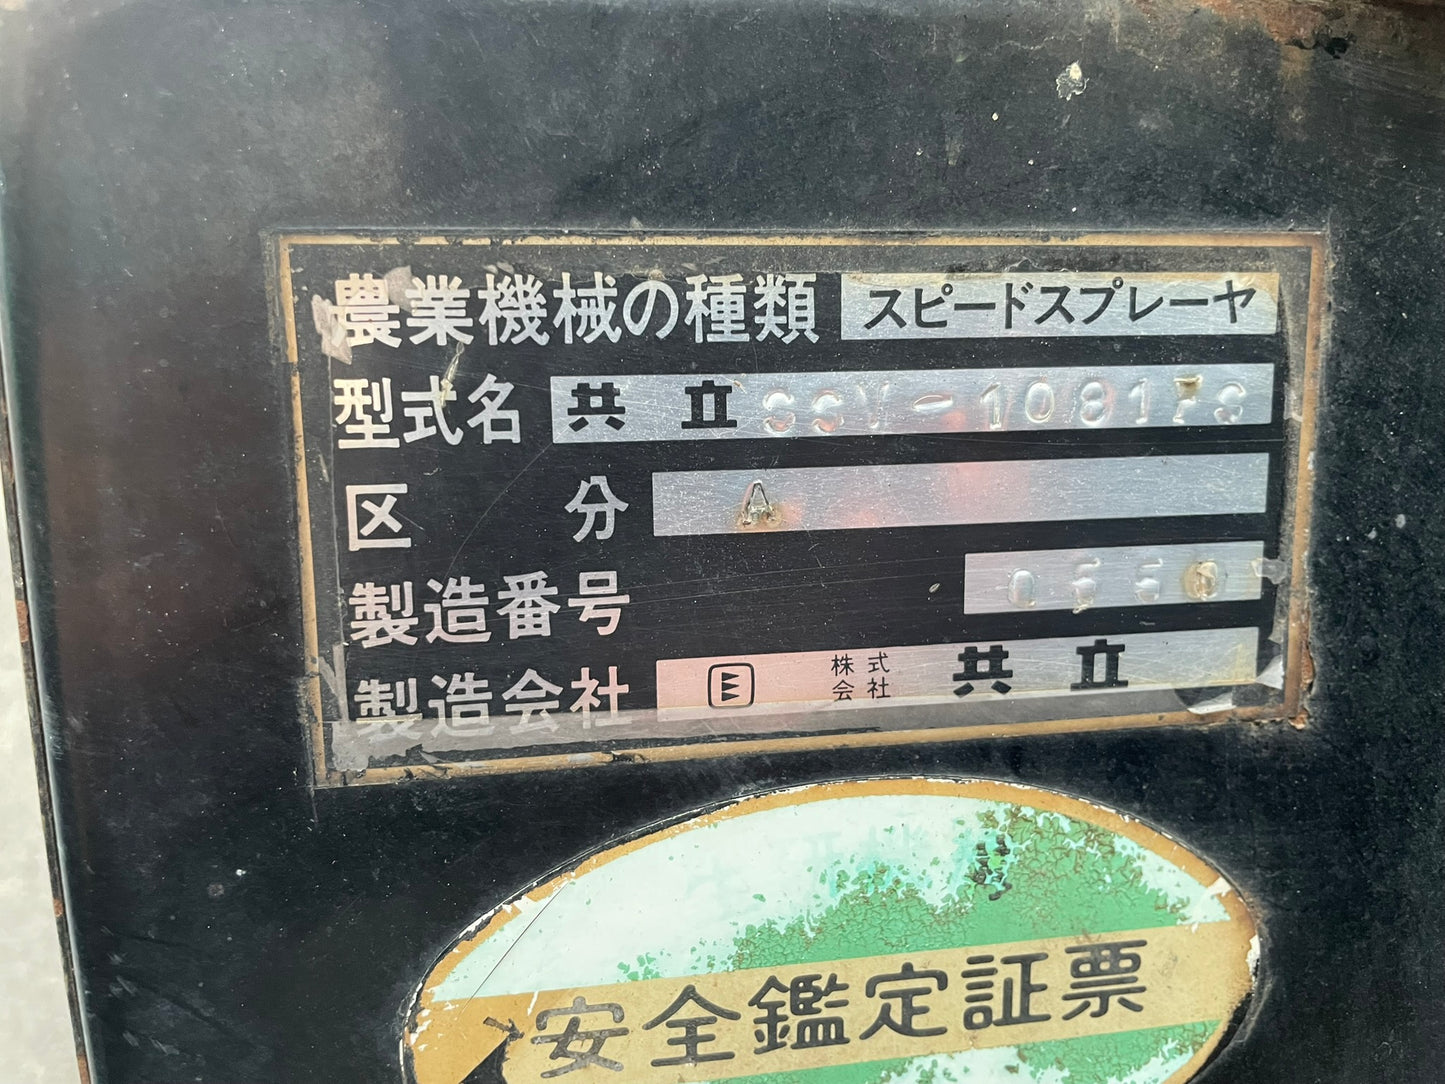 農業機械の種類 スピードスプレーヤ
型式名 共立 SSV-1081FS
区分 A
製造番号
製造会社 株式会社 共立
安全鑑定証票